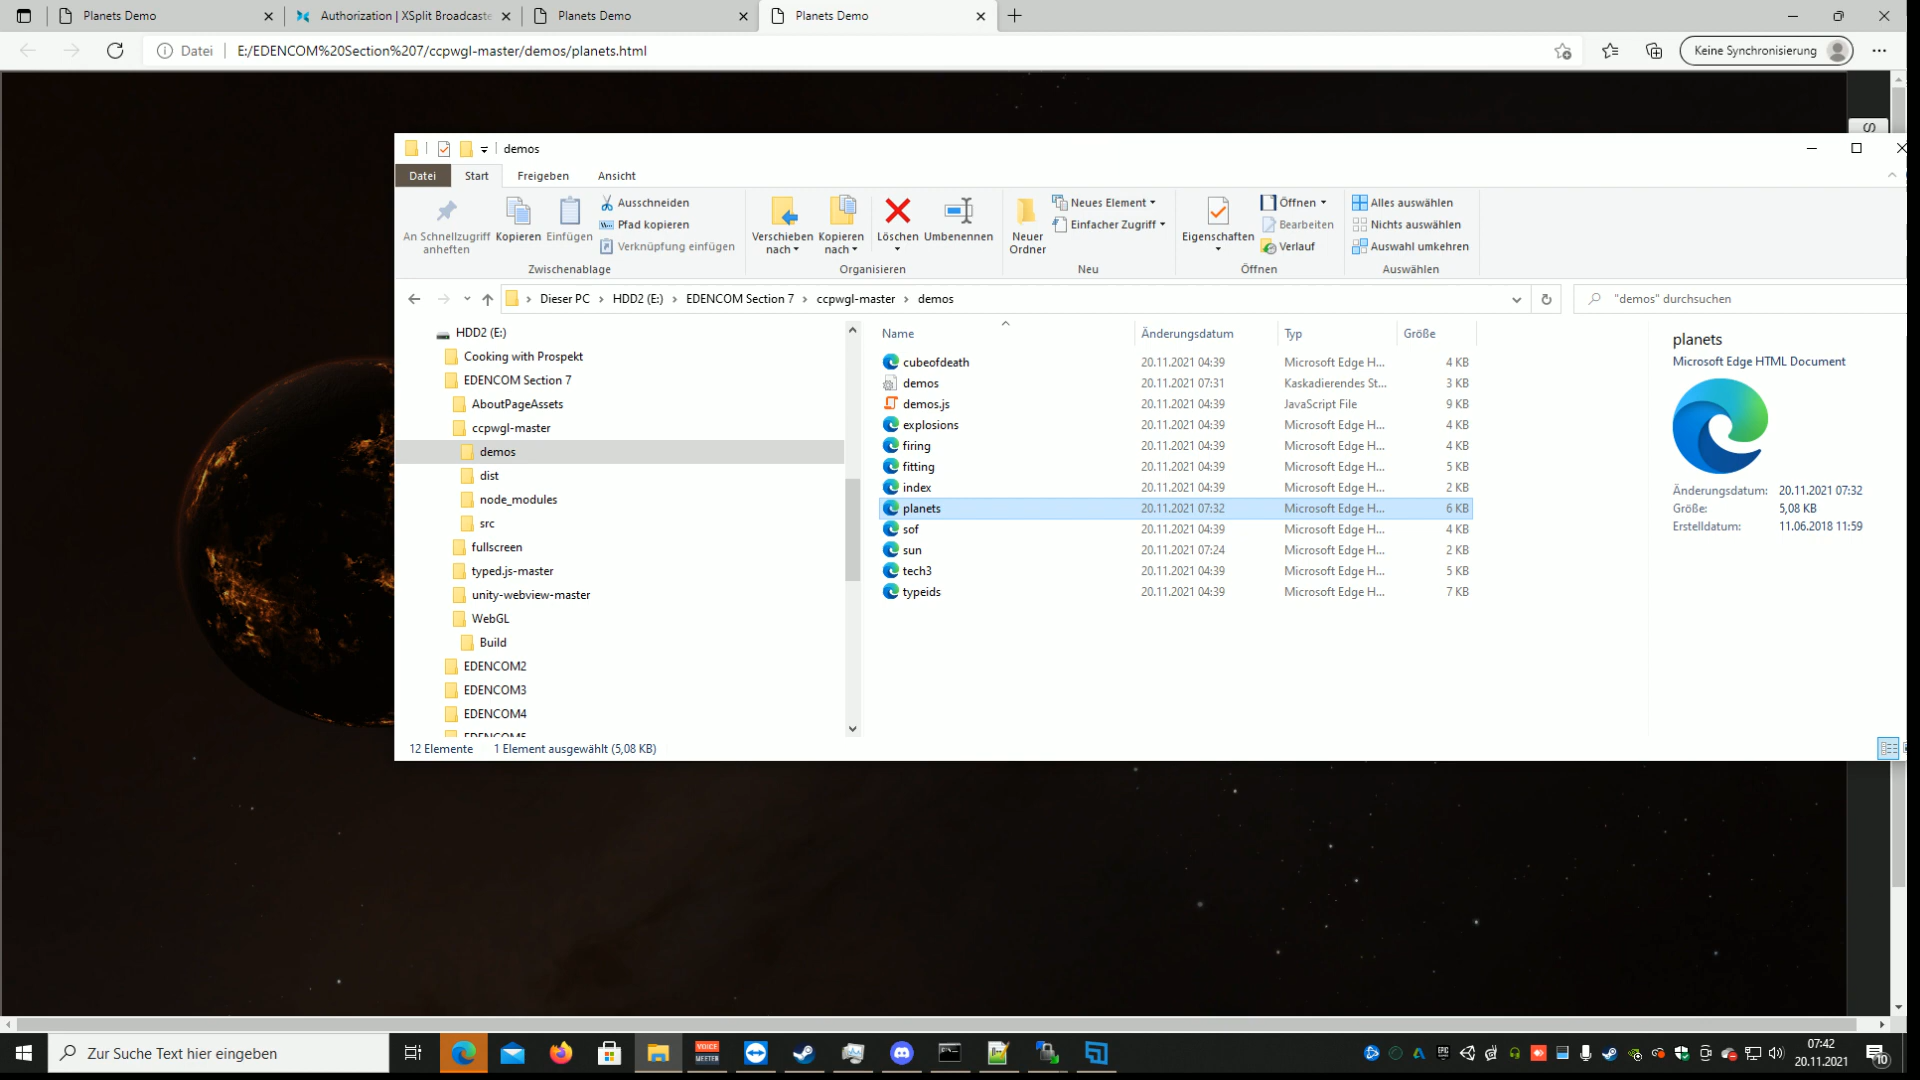 Planets Demo
Authorization | XSplit Broadcaste
Planets Demo
Planets Demo
Datei
E:/EDENCOM%20Section%207/ccpwgl-master/demos/planets.html
Keine Synchronisierung
demos
Datei
Start
Freigeben
Ansicht
An Schnellzugriff
anheften
Kopieren
Einfügen
Ausschneiden
Pfad kopieren
Verknüpfung einfügen
Zwischenablage
Verschieben
nach
Kopieren
nach
Löschen
Umbenennen
Organisieren
Neuer
Ordner
Neues Element
Einfacher Zugriff
Neu
Eigenschaften
Öffnen
Bearbeiten
Verlauf
Öffnen
Alles auswählen
Nichts auswählen
Auswahl umkehren
Auswählen
Dieser PC > HDD2 (E:) > EDENCOM Section 7 > ccpwgl-master > demos
"demos" durchsuchen
HDD2 (E:)
Cooking with Prospekt
EDENCOM Section 7
AboutPageAssets
ccpwgl-master
demos
dist
node_modules
src
fullscreen
typed.js-master
unity-webview-master
WebGL
Build
EDENCOM2
EDENCOM3
EDENCOM4
EDENCOM5
Name Änderungsdatum Typ Größe
cubeofdeath 20.11.2021 04:39 Microsoft Edge H... 4 KB
demos 20.11.2021 07:31 Kaskadierendes St... 3 KB
demos.js 20.11.2021 04:39 JavaScript File 9 KB
explosions 20.11.2021 04:39 Microsoft Edge H... 4 KB
firing 20.11.2021 04:39 Microsoft Edge H... 4 KB
fitting 20.11.2021 04:39 Microsoft Edge H... 5 KB
index 20.11.2021 04:39 Microsoft Edge H... 2 KB
planets 20.11.2021 07:32 Microsoft Edge H... 6 KB
sof 20.11.2021 04:39 Microsoft Edge H... 4 KB
sun 20.11.2021 07:24 Microsoft Edge H... 2 KB
tech3 20.11.2021 04:39 Microsoft Edge H... 5 KB
typeids 20.11.2021 04:39 Microsoft Edge H... 7 KB
planets
Microsoft Edge HTML Document
Änderungsdatum: 20.11.2021 07:32
Größe: 5,08 KB
Erstelldatum: 11.06.2018 11:59
12 Elemente
1 Element ausgewählt (5,08 KB)
Zur Suche Text hier eingeben
VOICE
MEETER
EPIC
07:42
20.11.2021
10